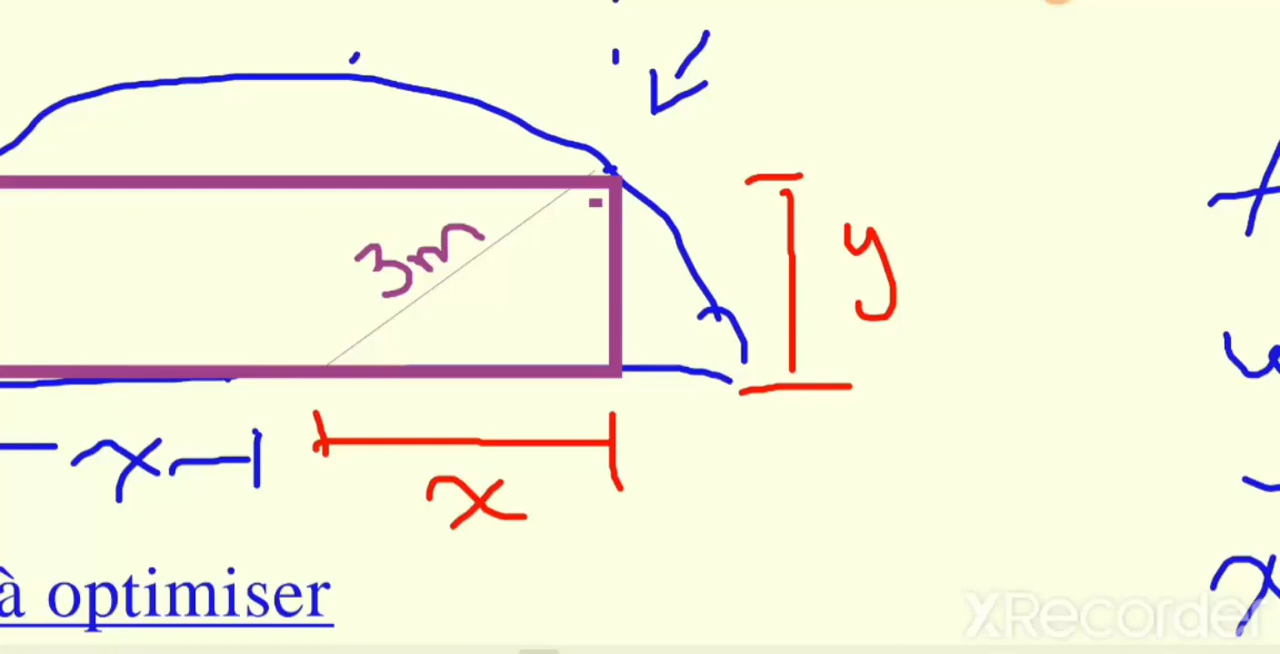 3m
y
x
x
à optimiser
x
XRecorder